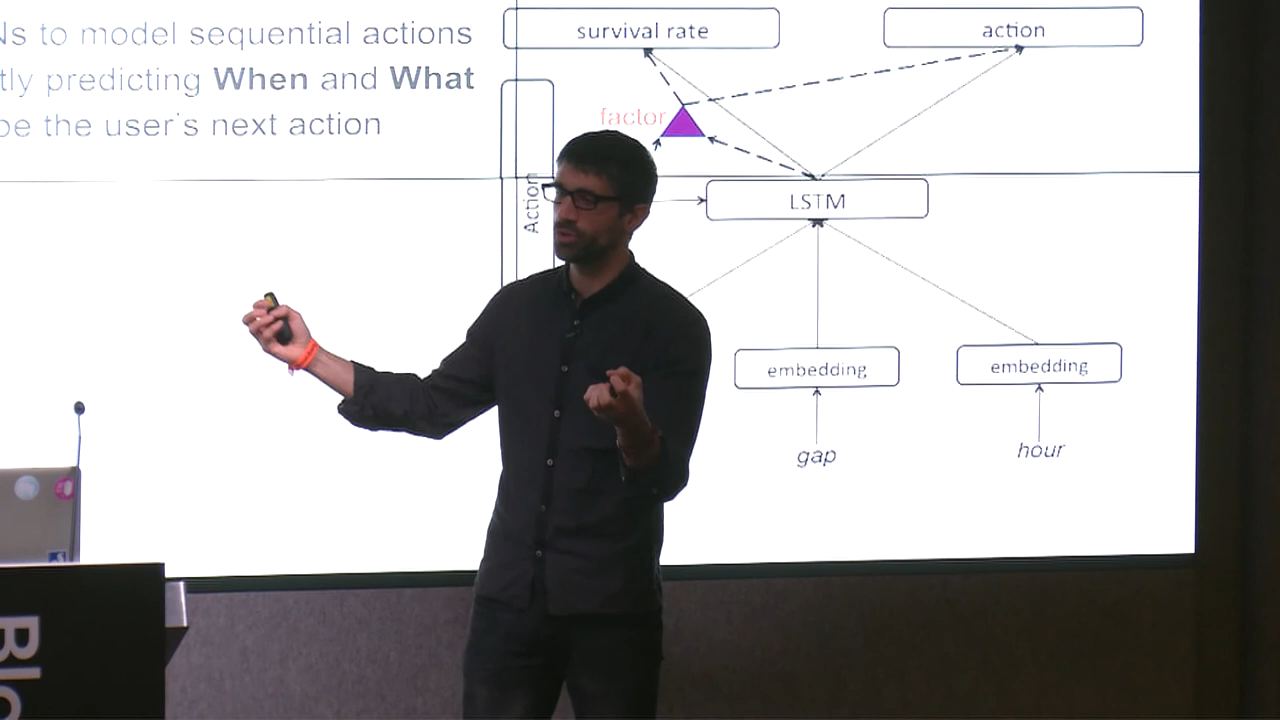 Ns to model sequential actions
tly predicting When and What
be the user's next action
survival rate
action
factor
Action
LSTM
embedding
embedding
gap
hour
Blo